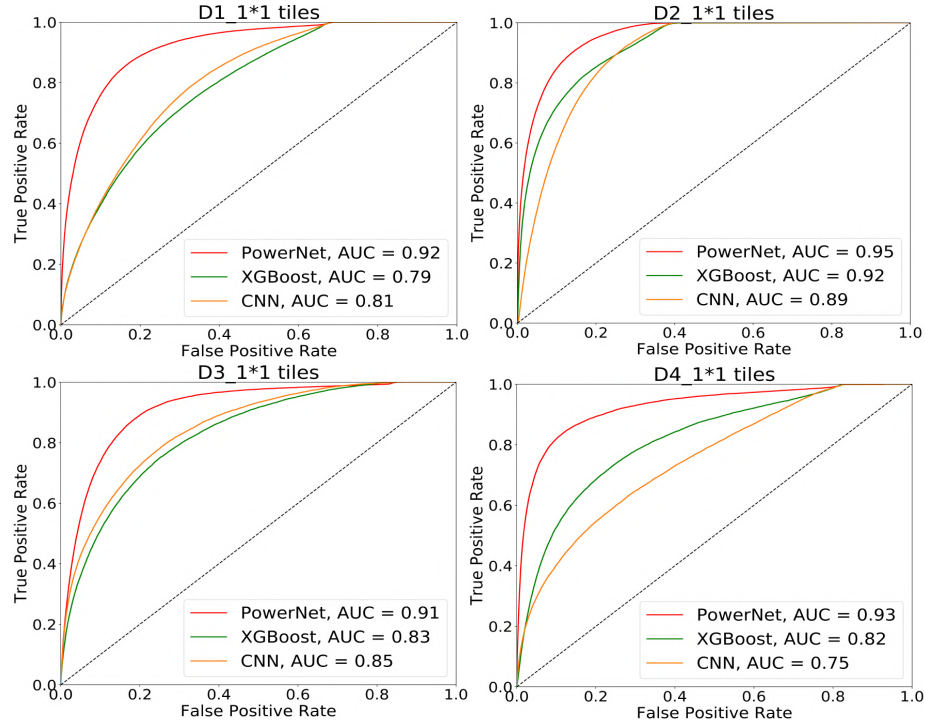 D1_1*1 tiles
1.0
0.8
0.6
0.4
0.2
0.0
True Positive Rate
PowerNet, AUC = 0.92
XGBoost, AUC = 0.79
CNN, AUC = 0.81
0.0 0.2 0.4 0.6 0.8 1.0
False Positive Rate
D2_1*1 tiles
1.0
0.8
0.6
0.4
0.2
0.0
True Positive Rate
PowerNet, AUC = 0.95
XGBoost, AUC = 0.92
CNN, AUC = 0.89
0.0 0.2 0.4 0.6 0.8 1.0
False Positive Rate
D3_1*1 tiles
1.0
0.8
0.6
0.4
0.2
0.0
True Positive Rate
PowerNet, AUC = 0.91
XGBoost, AUC = 0.83
CNN, AUC = 0.85
0.0 0.2 0.4 0.6 0.8 1.0
False Positive Rate
D4_1*1 tiles
1.0
0.8
0.6
0.4
0.2
0.0
True Positive Rate
PowerNet, AUC = 0.93
XGBoost, AUC = 0.82
CNN, AUC = 0.75
0.0 0.2 0.4 0.6 0.8 1.0
False Positive Rate